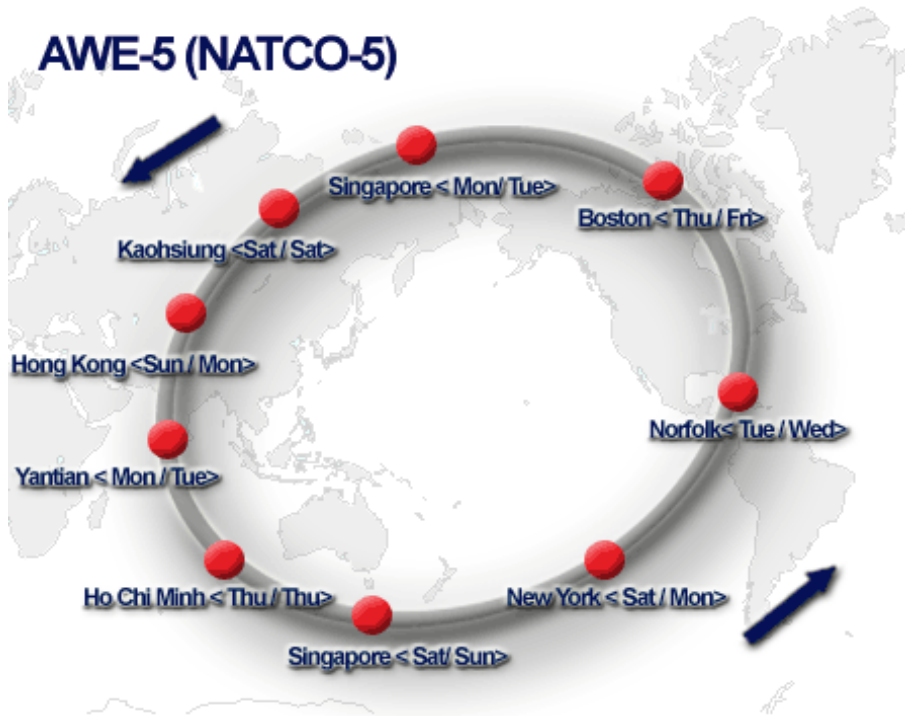 AWE-5 (NATCO-5)
Singapore < Mon/ Tue>
Boston < Thu / Fri>
Kaohsiung <Sat / Sat>
Hong Kong <Sun / Mon>
Norfolk< Tue / Wed>
Yantian < Mon / Tue>
Ho Chi Minh < Thu / Thu>
New York < Sat / Mon>
Singapore < Sat/ Sun>